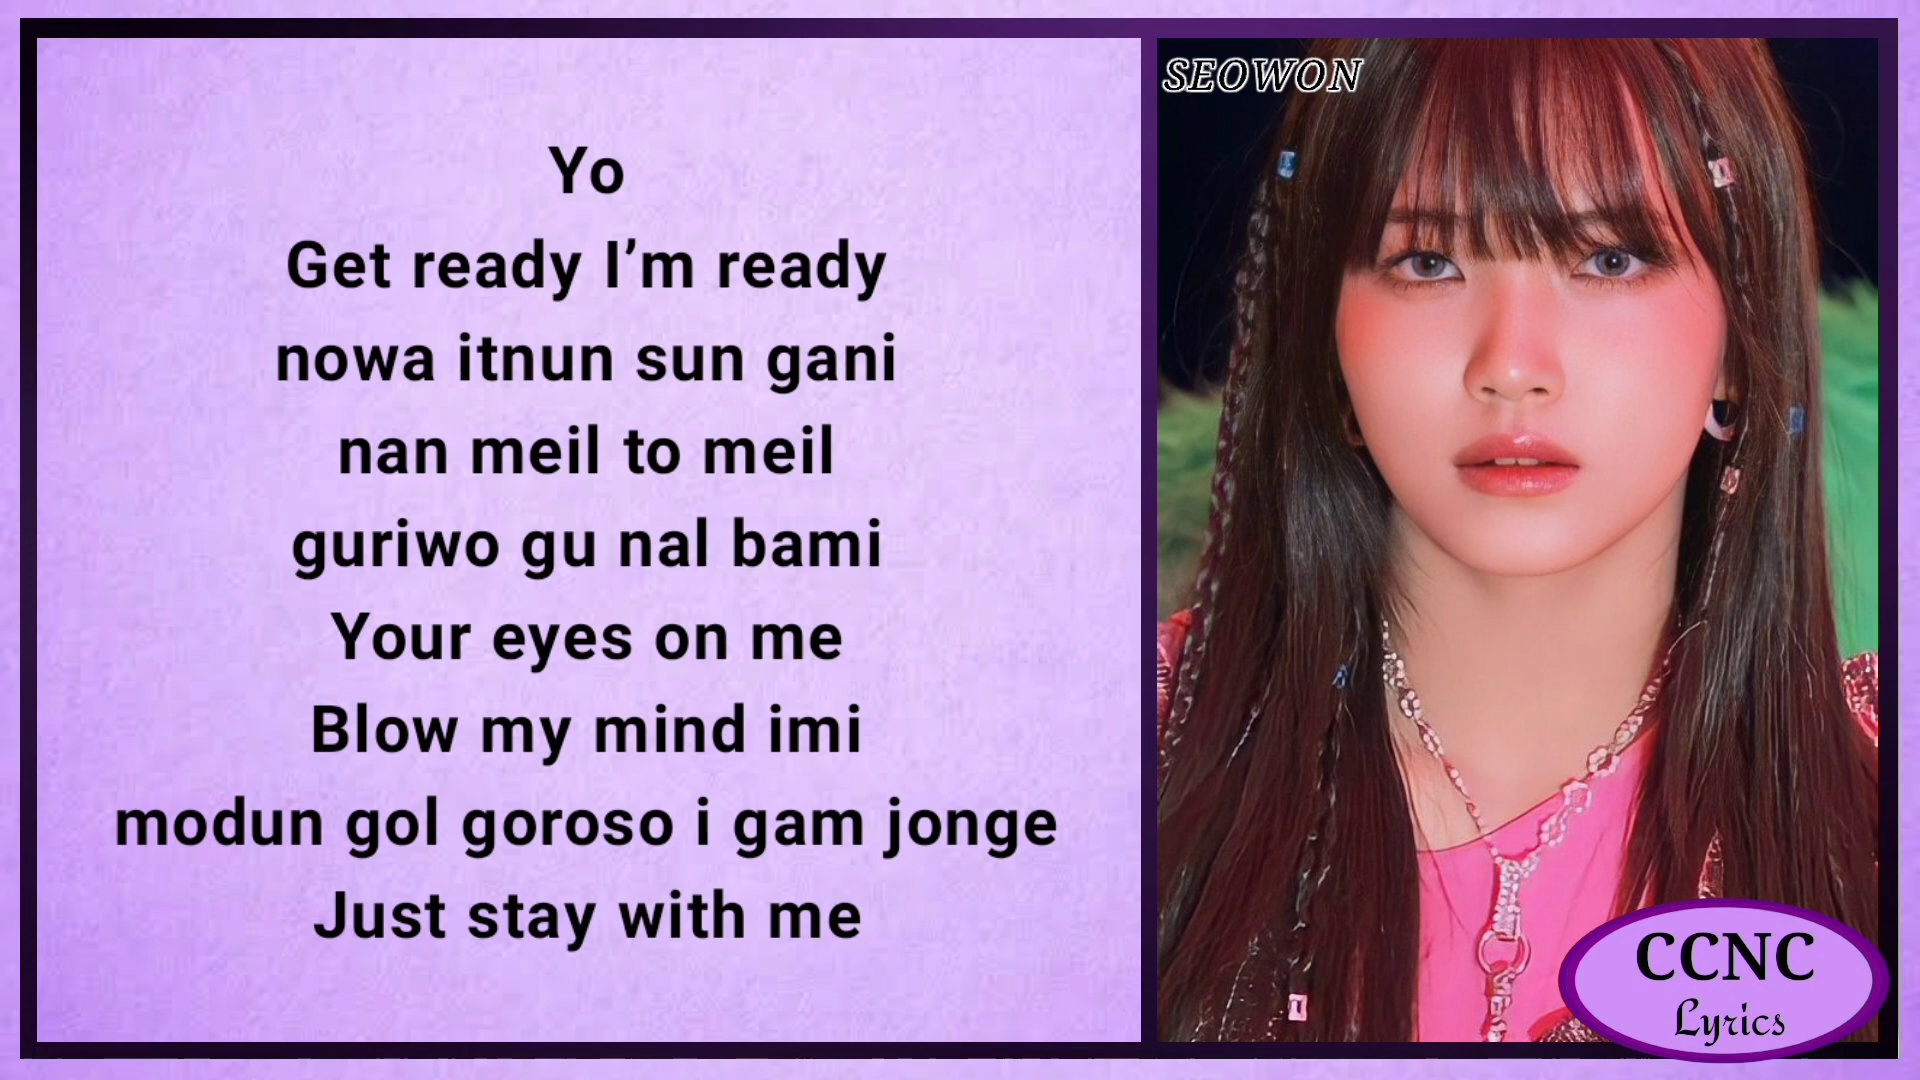 Yo
Get ready I’m ready
nowa itnun sun gani
nan meil to meil
guriwo gu nal bami
Your eyes on me
Blow my mind imi
modun gol goroso i gam jonge
Just stay with me
SEOWON
CCNC
Lyrics